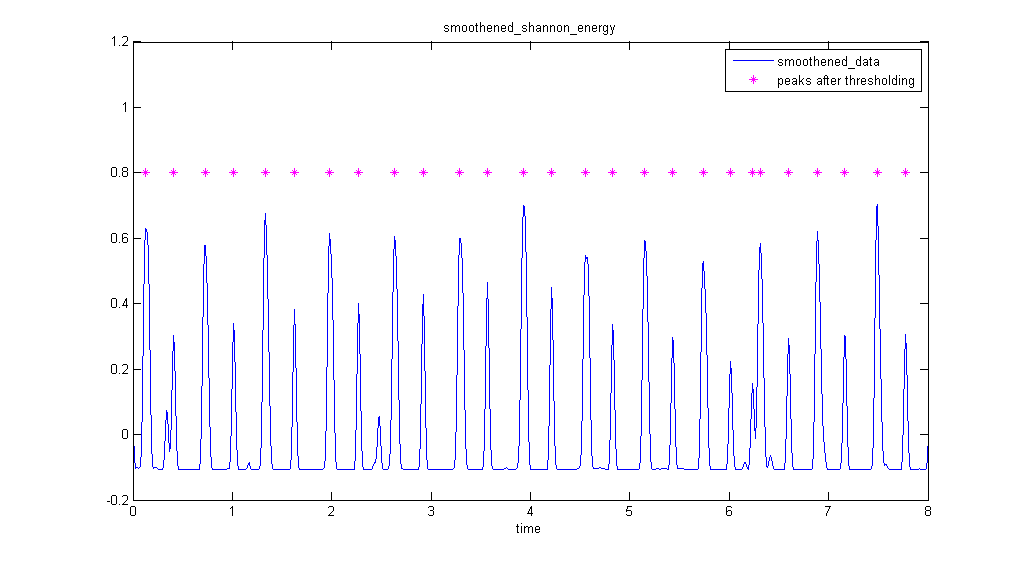 smoothened_shannon_energy
1.2
smoothened_data
peaks after thresholding
1
0.8
0.6
0.4
0.2
0
-0.2
0 1 2 3 4 5 6 7 8
time